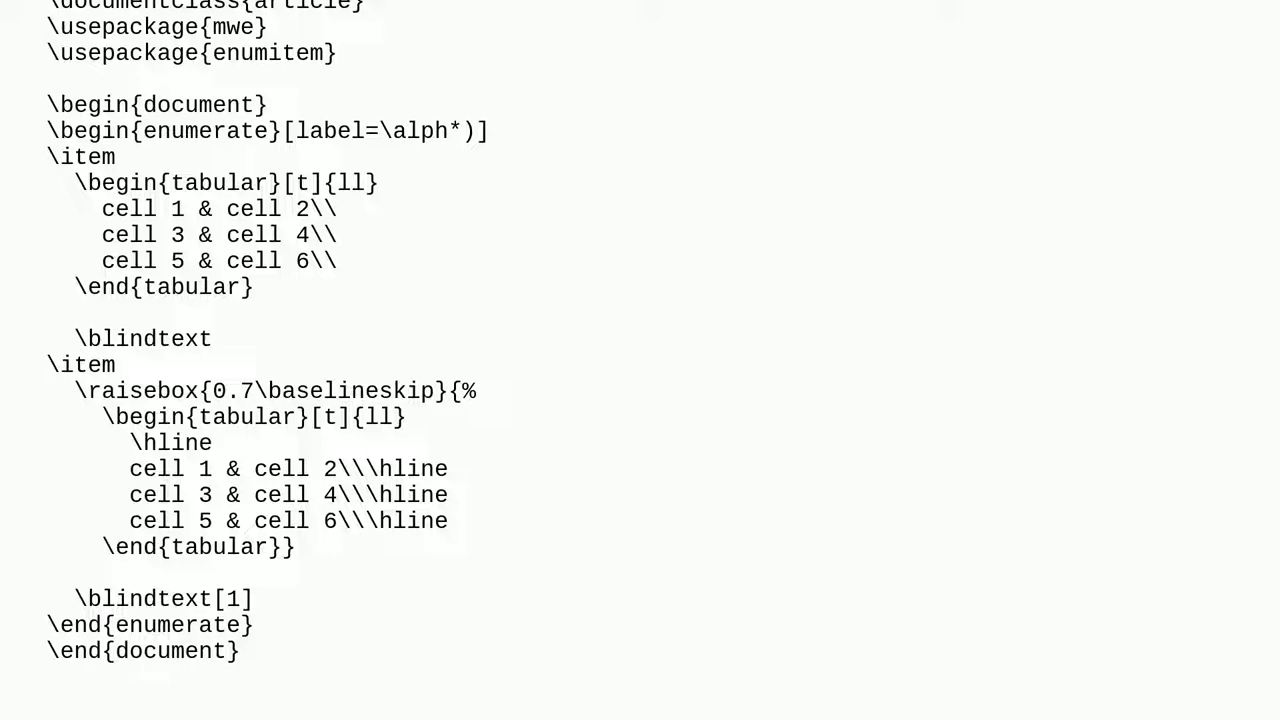 \documentclass{article}
\usepackage{mwe}
\usepackage{enumitem}

\begin{document}
\begin{enumerate}[label=\alph*)]
\item
  \begin{tabular}[t]{ll}
    cell 1 & cell 2\\
    cell 3 & cell 4\\
    cell 5 & cell 6\\
  \end{tabular}

  \blindtext
\item
  \raisebox{0.7\baselineskip}{%
    \begin{tabular}[t]{ll}
      \hline
      cell 1 & cell 2\\\hline
      cell 3 & cell 4\\\hline
      cell 5 & cell 6\\\hline
    \end{tabular}}

  \blindtext[1]
\end{enumerate}
\end{document}